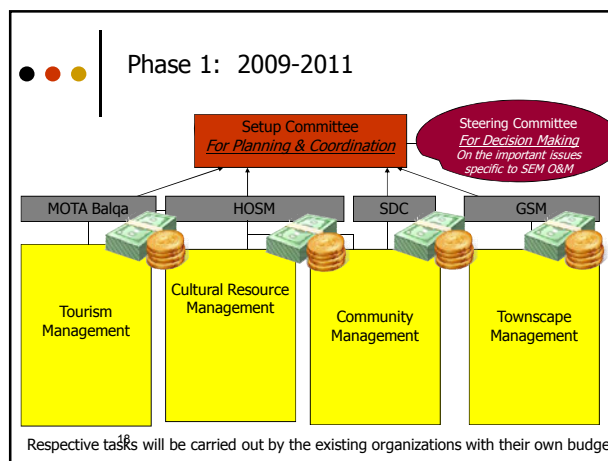 Phase 1: 2009-2011
Setup Committee
For Planning & Coordination
Steering Committee
For Decision Making
On the important issues
specific to SEM O&M
MOTA Balqa
HOSM
SDC
GSM
Tourism
Management
Cultural Resource
Management
Community
Management
Townscape
Management
18
Respective tasks will be carried out by the existing organizations with their own budge